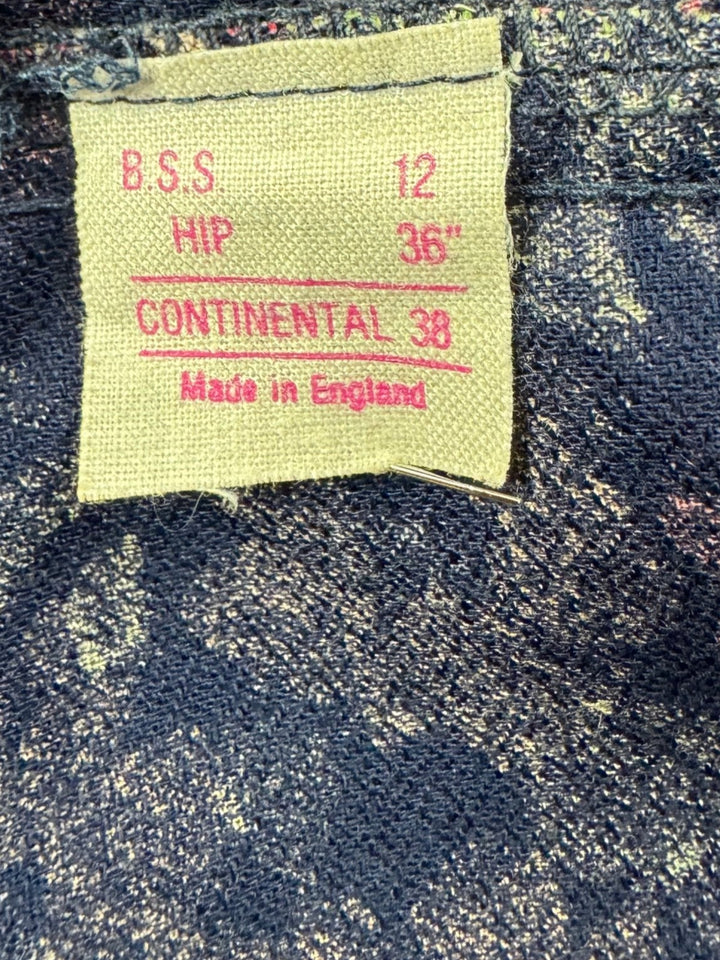 B.S.S 12
HIP 36"
CONTINENTAL 38
Made in England